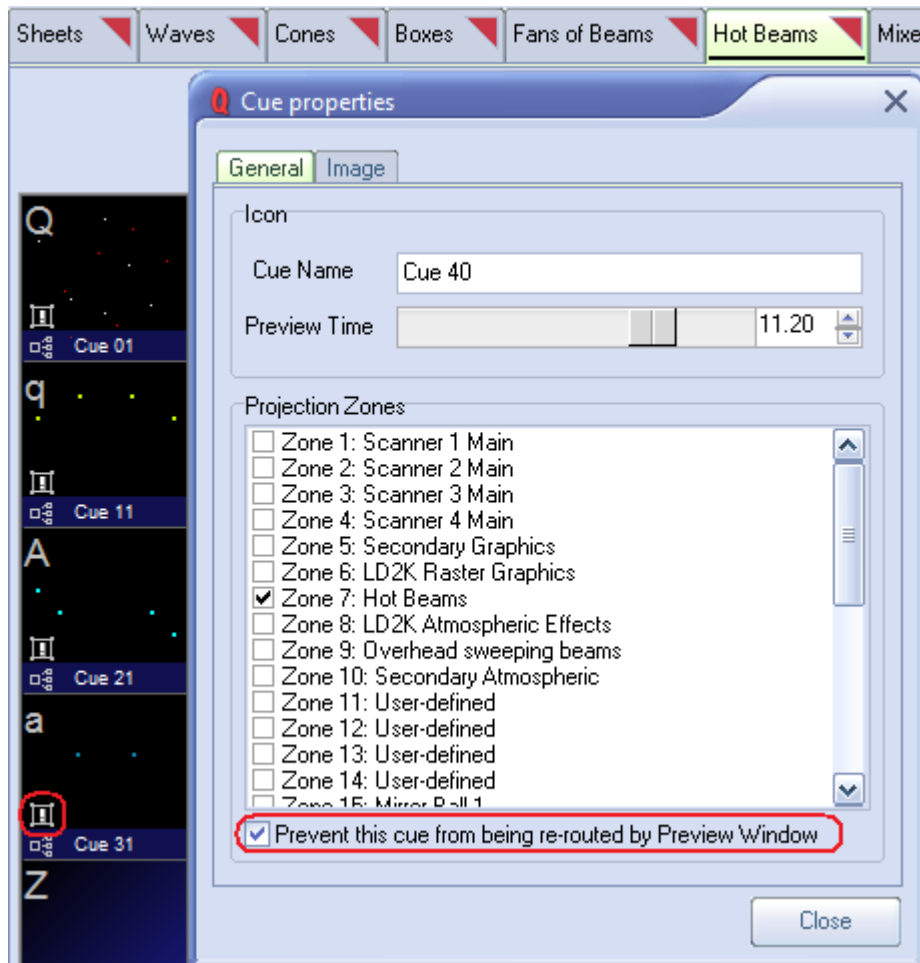 Sheets Waves Cones Boxes Fans of Beams Hot Beams Mixe
Q Cue properties
General Image
Icon
Cue Name Cue 40
Preview Time 11.20
Projection Zones
Zone 1: Scanner 1 Main
Zone 2: Scanner 2 Main
Zone 3: Scanner 3 Main
Zone 4: Scanner 4 Main
Zone 5: Secondary Graphics
Zone 6: LD2K Raster Graphics
Zone 7: Hot Beams
Zone 8: LD2K Atmospheric Effects
Zone 9: Overhead sweeping beams
Zone 10: Secondary Atmospheric
Zone 11: User-defined
Zone 12: User-defined
Zone 13: User-defined
Zone 14: User-defined
Zone 15: Mirror Ball 1
Prevent this cue from being re-routed by Preview Window
Close
Q
Cue 01
q
Cue 11
A
Cue 21
a
Cue 31
Z